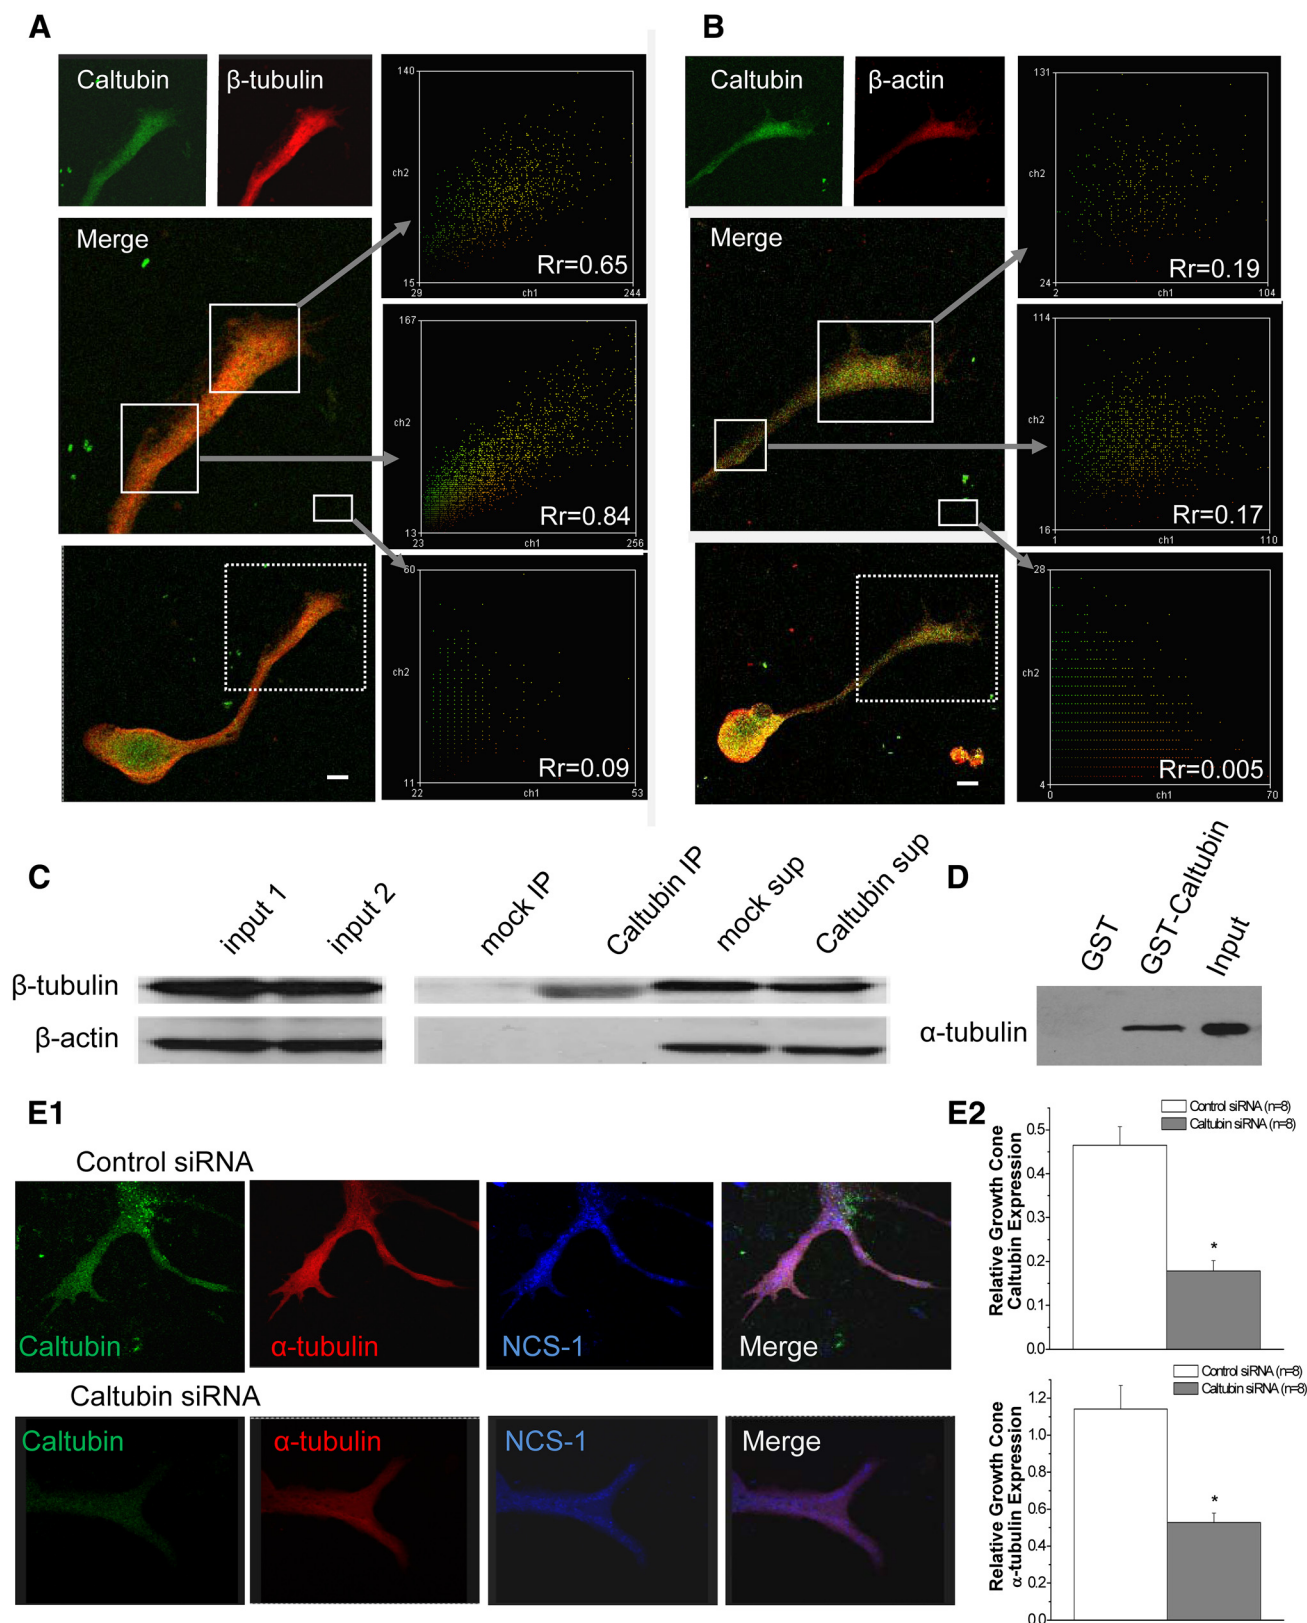 A
Caltubin
β-tubulin
140
ch2
Rr=0.65
15
29
ch1
244
Merge
167
ch2
Rr=0.84
13
23
ch1
256
60
ch2
Rr=0.09
11
22
ch1
53
B
Caltubin
β-actin
131
ch2
Rr=0.19
24
2
ch1
104
Merge
114
ch2
Rr=0.17
16
1
ch1
110
28
ch2
Rr=0.005
4
0
ch1
70
C
input 1
input 2
mock IP
Caltubin IP
mock sup
Caltubin sup
β-tubulin
β-actin
D
GST
GST-Caltubin
Input
α-tubulin
E1
Control siRNA
Caltubin
α-tubulin
NCS-1
Merge
Caltubin siRNA
Caltubin
α-tubulin
NCS-1
Merge
E2
Control siRNA (n=8)
Caltubin siRNA (n=8)
Relative Growth Cone
Caltubin Expression
0.5
0.4
0.3
0.2
0.1
0.0
*
Control siRNA (n=8)
Caltubin siRNA (n=8)
Relative Growth Cone
α-tubulin Expression
1.2
1.0
0.8
0.6
0.4
0.2
0.0
*